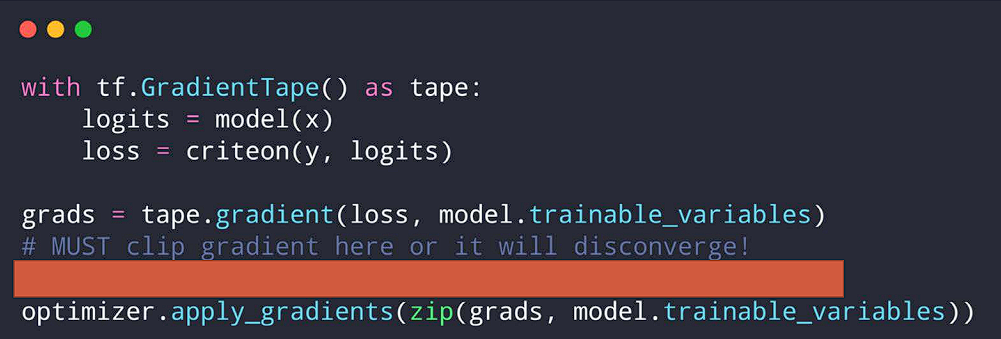 with tf.GradientTape() as tape:
    logits = model(x)
    loss = criteon(y, logits)
grads = tape.gradient(loss, model.trainable_variables)
# MUST clip gradient here or it will disconverge!
optimizer.apply_gradients(zip(grads, model.trainable_variables))